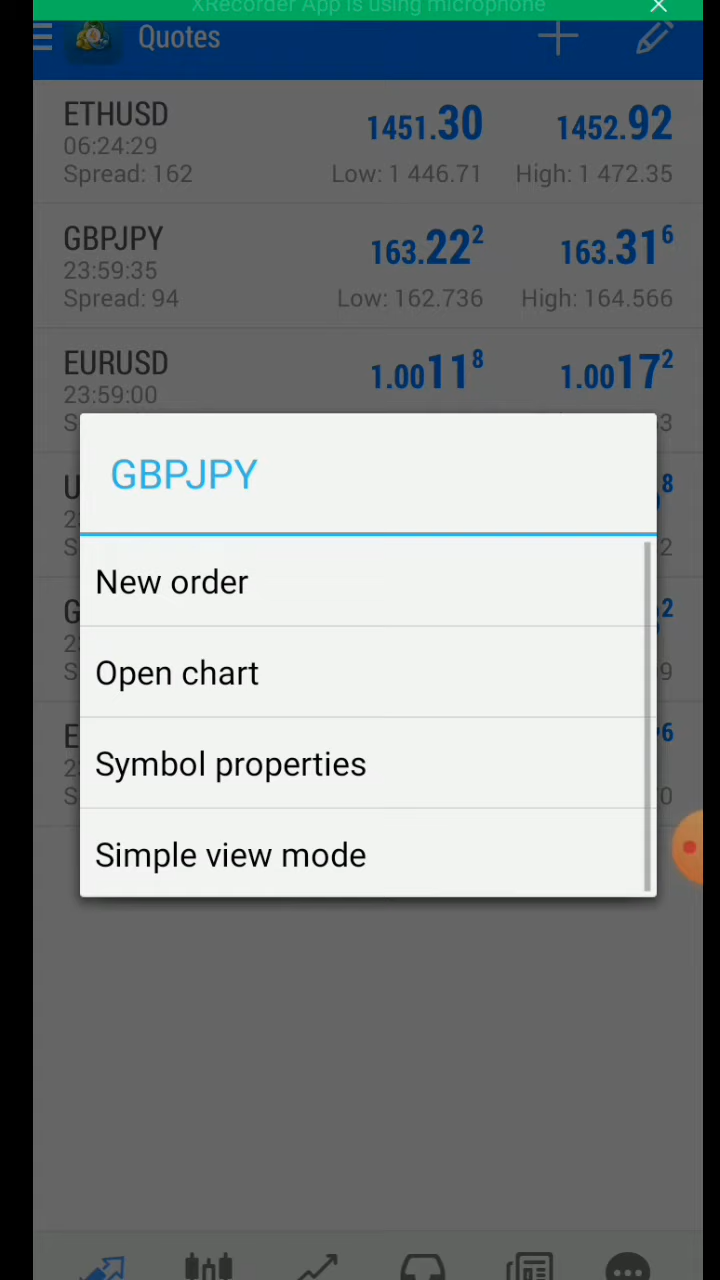 XRecorder App is using microphone
Quotes
ETHUSD
06:24:29
Spread: 162
1451.30
1452.92
Low: 1 446.71
High: 1 472.35
GBPJPY
23:59:35
Spread: 94
163.22²
163.31⁶
Low: 162.736
High: 164.566
EURUSD
23:59:00
1.0011⁸
1.0017²
GBPJPY
New order
Open chart
Symbol properties
Simple view mode